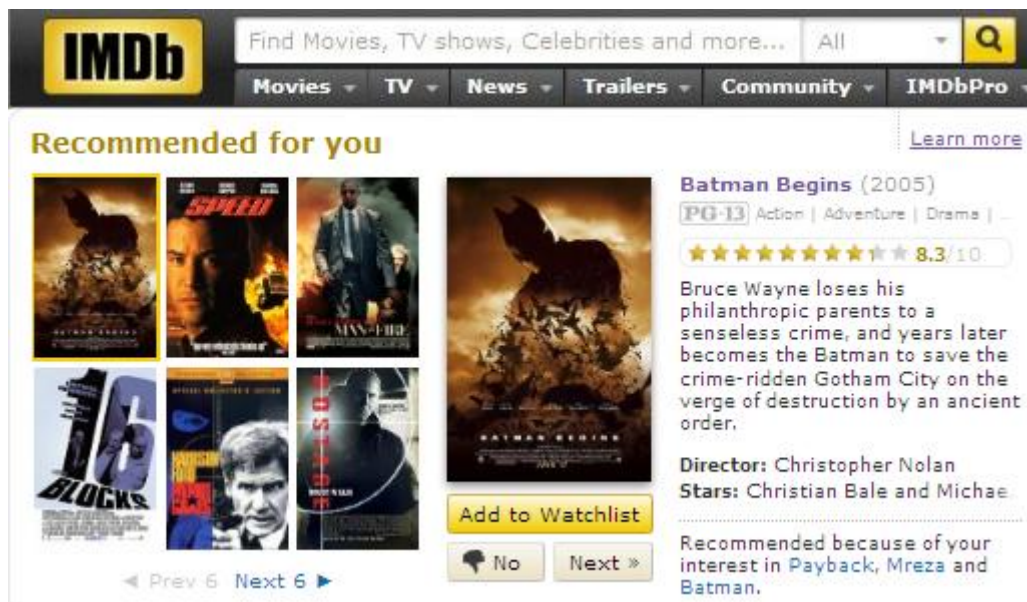 IMDb
Find Movies, TV shows, Celebrities and more...
All
Movies
TV
News
Trailers
Community
IMDbPro
Recommended for you
Learn more
SPEED
MAN ON FIRE
16
BLOCKS
HOSTAGE
BATMAN BEGINS
Batman Begins (2005)
PG-13 Action | Adventure | Drama | ...
8.3/10
Bruce Wayne loses his
philanthropic parents to a
senseless crime, and years later
becomes the Batman to save the
crime-ridden Gotham City on the
verge of destruction by an ancient
order.
Director: Christopher Nolan
Stars: Christian Bale and Michae
Add to Watchlist
No
Next »
Prev 6
Next 6
Recommended because of your
interest in Payback, Mreza and
Batman.